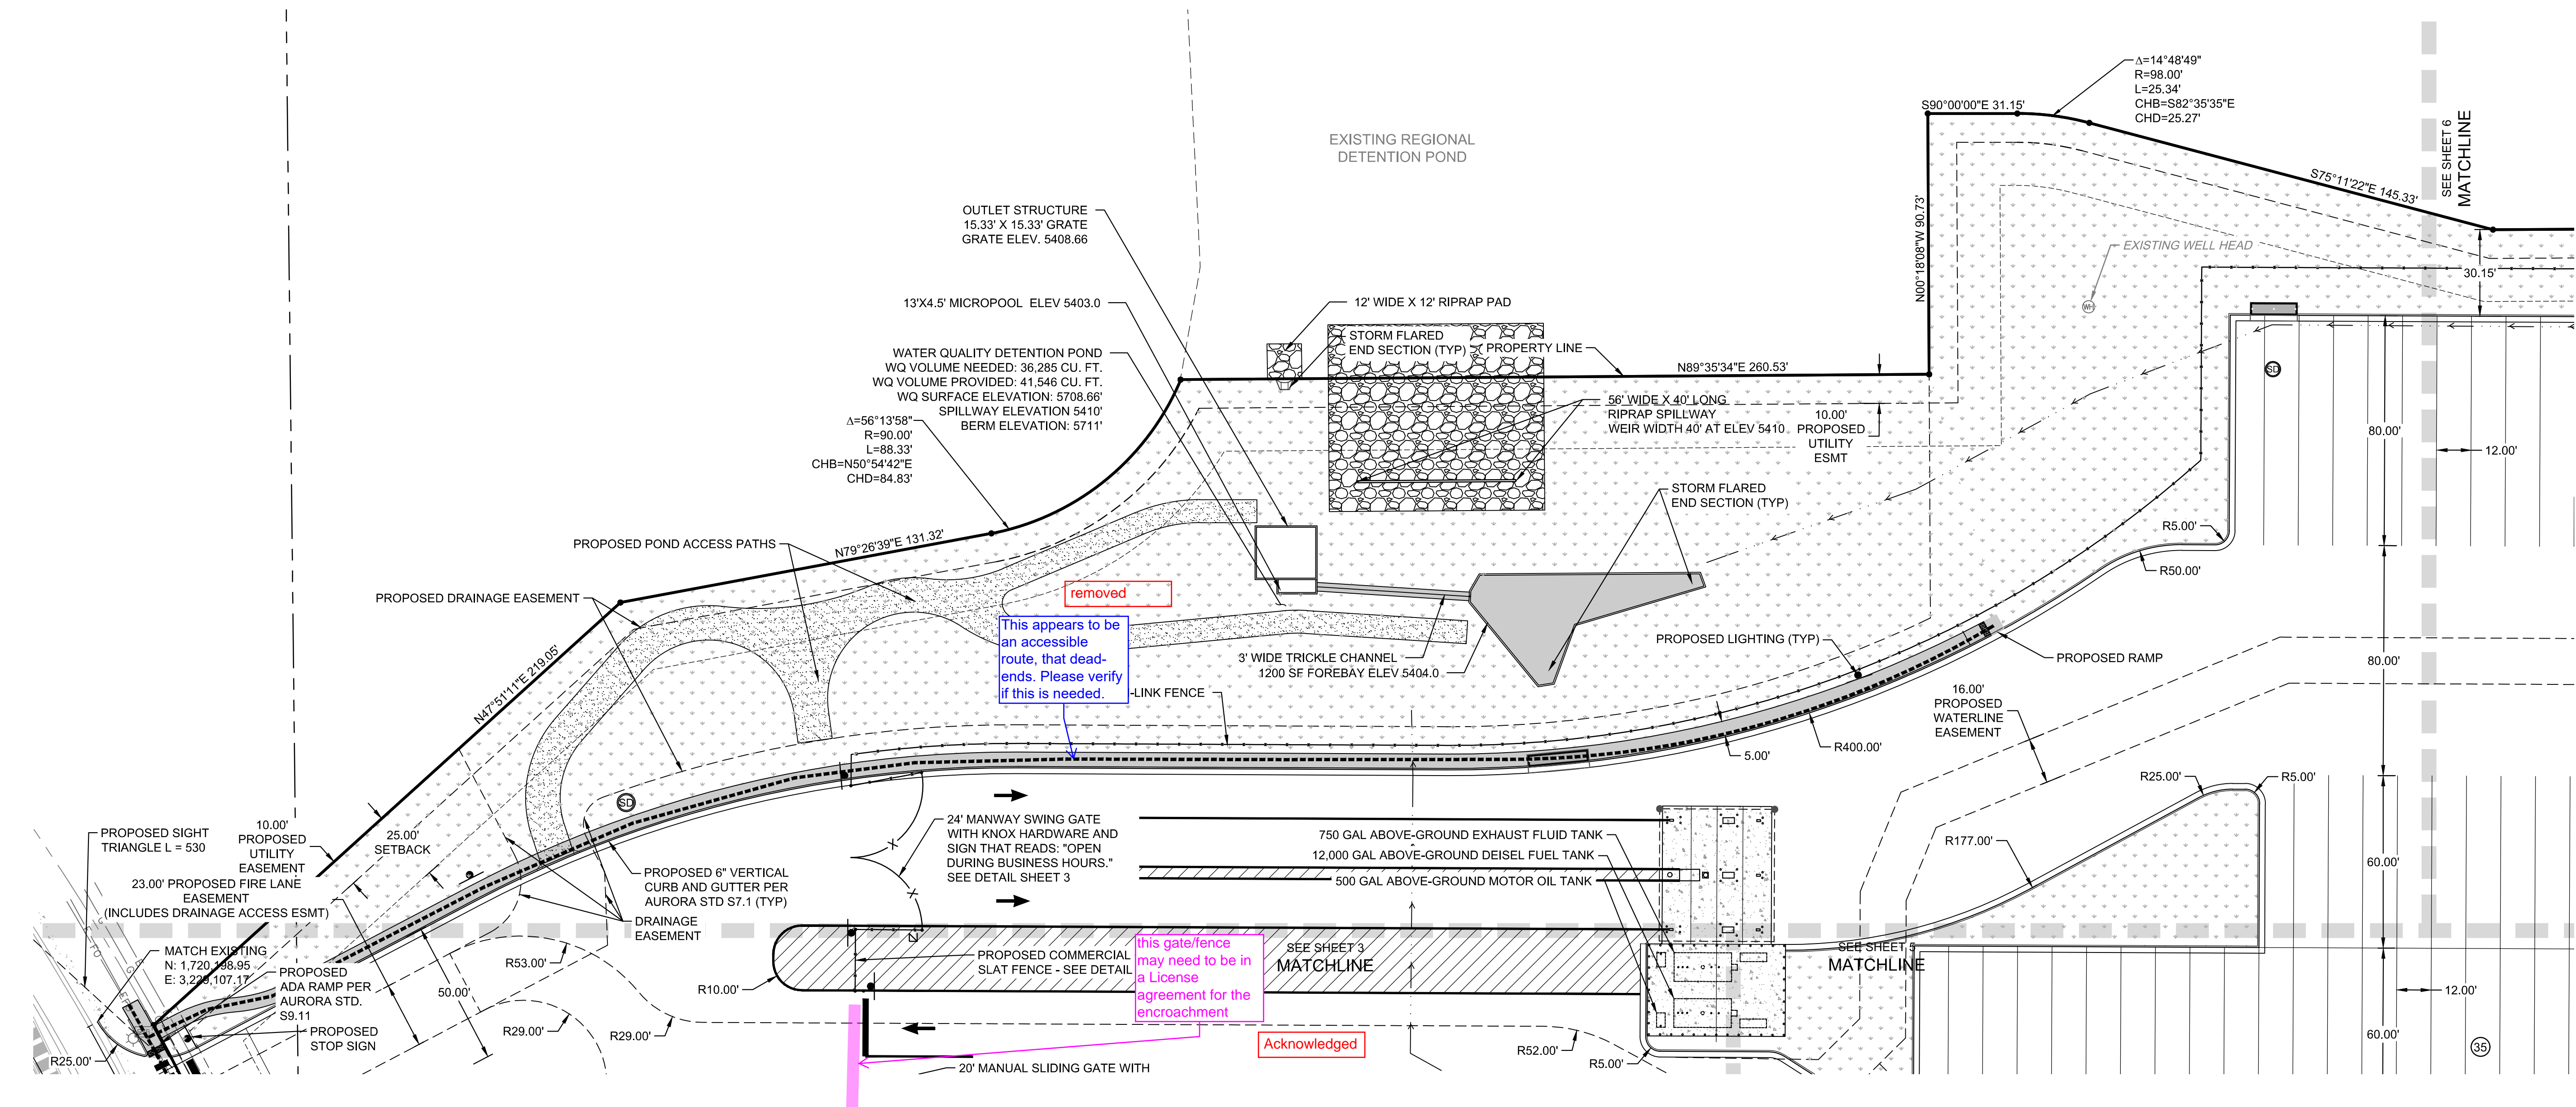 Δ=14°48'49"
R=98.00'
L=25.34'
CHB=S82°35'35"E
CHD=25.27'
S90°00'00"E 31.15'
SEE SHEET 6
MATCHLINE
EXISTING REGIONAL
DETENTION POND
S75°11'22"E 145.33'
N00°18'08"W 90.73'
EXISTING WELL HEAD
WH
30.15'
OUTLET STRUCTURE
15.33' X 15.33' GRATE
GRATE ELEV. 5408.66
13'X4.5' MICROPOOL  ELEV 5403.0
12' WIDE X 12' RIPRAP PAD
STORM FLARED
END SECTION (TYP)
PROPERTY LINE
N89°35'34"E 260.53'
WATER QUALITY DETENTION POND
WQ VOLUME NEEDED: 36,285 CU. FT.
WQ VOLUME PROVIDED: 41,546 CU. FT.
WQ SURFACE ELEVATION: 5708.66'
SPILLWAY ELEVATION 5410'
BERM ELEVATION: 5711'
SD
Δ=56°13'58"
R=90.00'
L=88.33'
CHB=N50°54'42"E
CHD=84.83'
56' WIDE X 40' LONG
RIPRAP SPILLWAY
WEIR WIDTH 40' AT ELEV 5410
10.00'
PROPOSED
UTILITY
ESMT
80.00'
12.00'
STORM FLARED
END SECTION (TYP)
R5.00'
R50.00'
PROPOSED POND ACCESS PATHS
N79°26'39"E 131.32'
PROPOSED DRAINAGE EASEMENT
removed
This appears to be
an accessible
route, that dead-
ends. Please verify
if this is needed.
-LINK FENCE
3' WIDE TRICKLE CHANNEL
1200 SF FOREBAY ELEV 5404.0
PROPOSED LIGHTING (TYP)
PROPOSED RAMP
80.00'
N47°51'11"E 219.05'
16.00'
PROPOSED
WATERLINE
EASEMENT
5.00'
R400.00'
R25.00'
R5.00'
SD
PROPOSED SIGHT
TRIANGLE L = 530
10.00'
PROPOSED
UTILITY
EASEMENT
25.00'
SETBACK
23.00' PROPOSED FIRE LANE
EASEMENT
(INCLUDES DRAINAGE ACCESS ESMT)
PROPOSED 6" VERTICAL
CURB AND GUTTER PER
AURORA STD S7.1 (TYP)
DRAINAGE
EASEMENT
X
X
24' MANWAY SWING GATE
WITH KNOX HARDWARE AND
SIGN THAT READS: "OPEN
DURING BUSINESS HOURS."
SEE DETAIL SHEET 3
750 GAL ABOVE-GROUND EXHAUST FLUID TANK
12,000 GAL ABOVE-GROUND DEISEL FUEL TANK
500 GAL ABOVE-GROUND MOTOR OIL TANK
R177.00'
60.00'
MATCH EXISTING
N: 1,720,198.95
E: 3,229,107.17
PROPOSED
ADA RAMP PER
AURORA STD.
S9.11
PROPOSED
STOP SIGN
R25.00'
50.00'
R53.00'
R29.00'
R29.00'
R10.00'
PROPOSED COMMERCIAL
SLAT FENCE - SEE DETAIL
this gate/fence
may need to be in
a License
agreement for the
encroachment
SEE SHEET 3
MATCHLINE
SEE SHEET
MATCHLINE
12.00'
60.00'
35
Acknowledged
R52.00'
R5.00'
20' MANUAL SLIDING GATE WITH